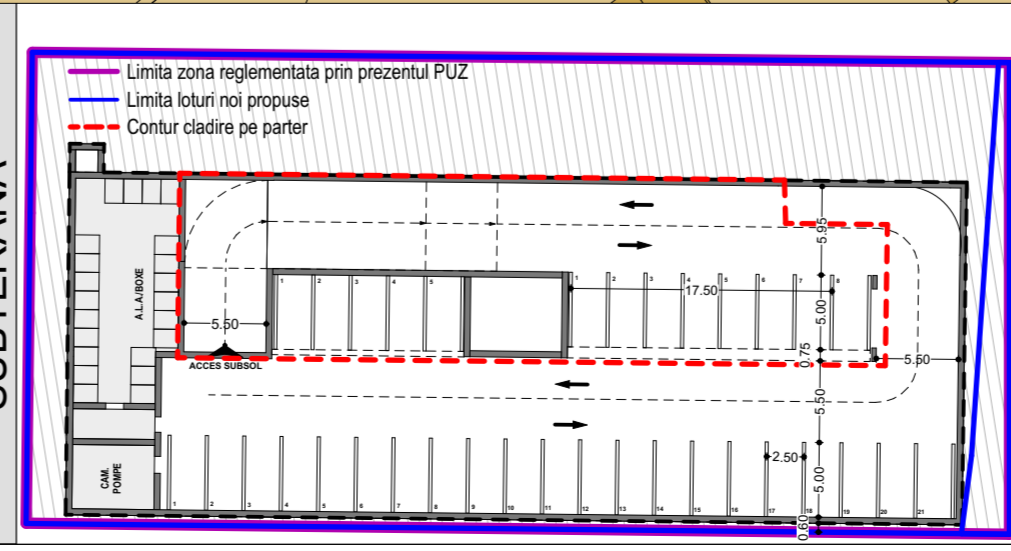 Limita zona reglementata prin prezentul PUZ
Limita loturi noi propuse
Contur cladire pe parter
A.L.A/BOXE
5.50
ACCES SUBSOL
1 2 3 4 5
1 2 3 4 5 6 7 8
17.50
5.95
5.00
0.75
5.50
5.50
2.50
5.00
0.60
CAM.
POMPE
1 2 3 4 5 6 7 8 9 10 11 12 13 14 15 16 17 18 19 20 21